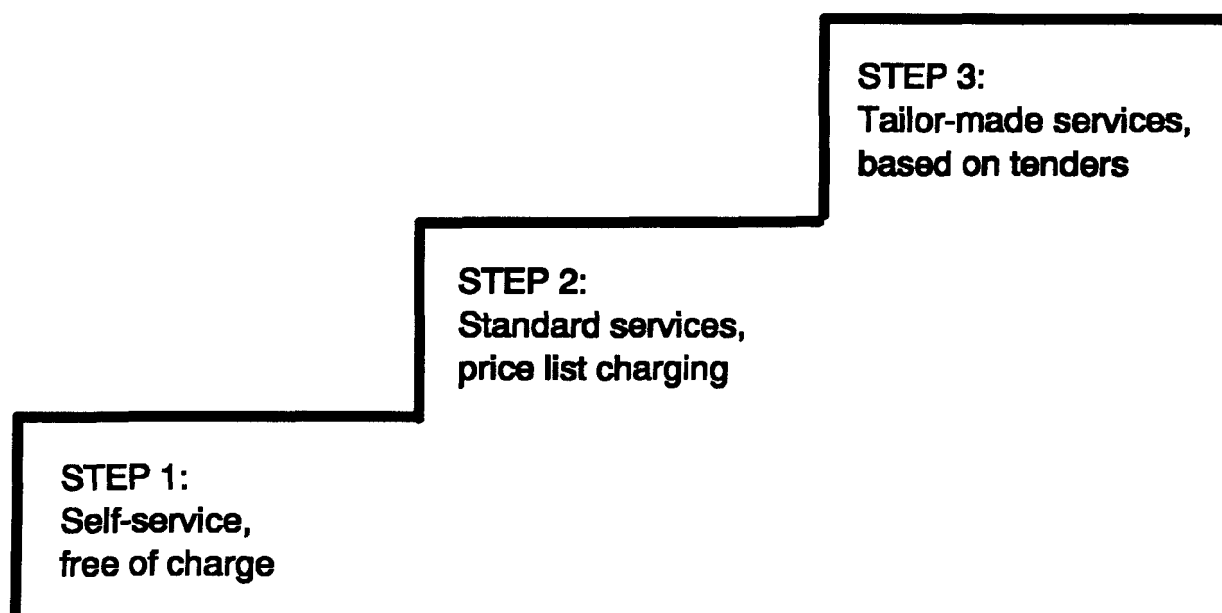 STEP 3:
Tailor-made services,
based on tenders
STEP 2:
Standard services,
price list charging
STEP 1:
Self-service,
free of charge